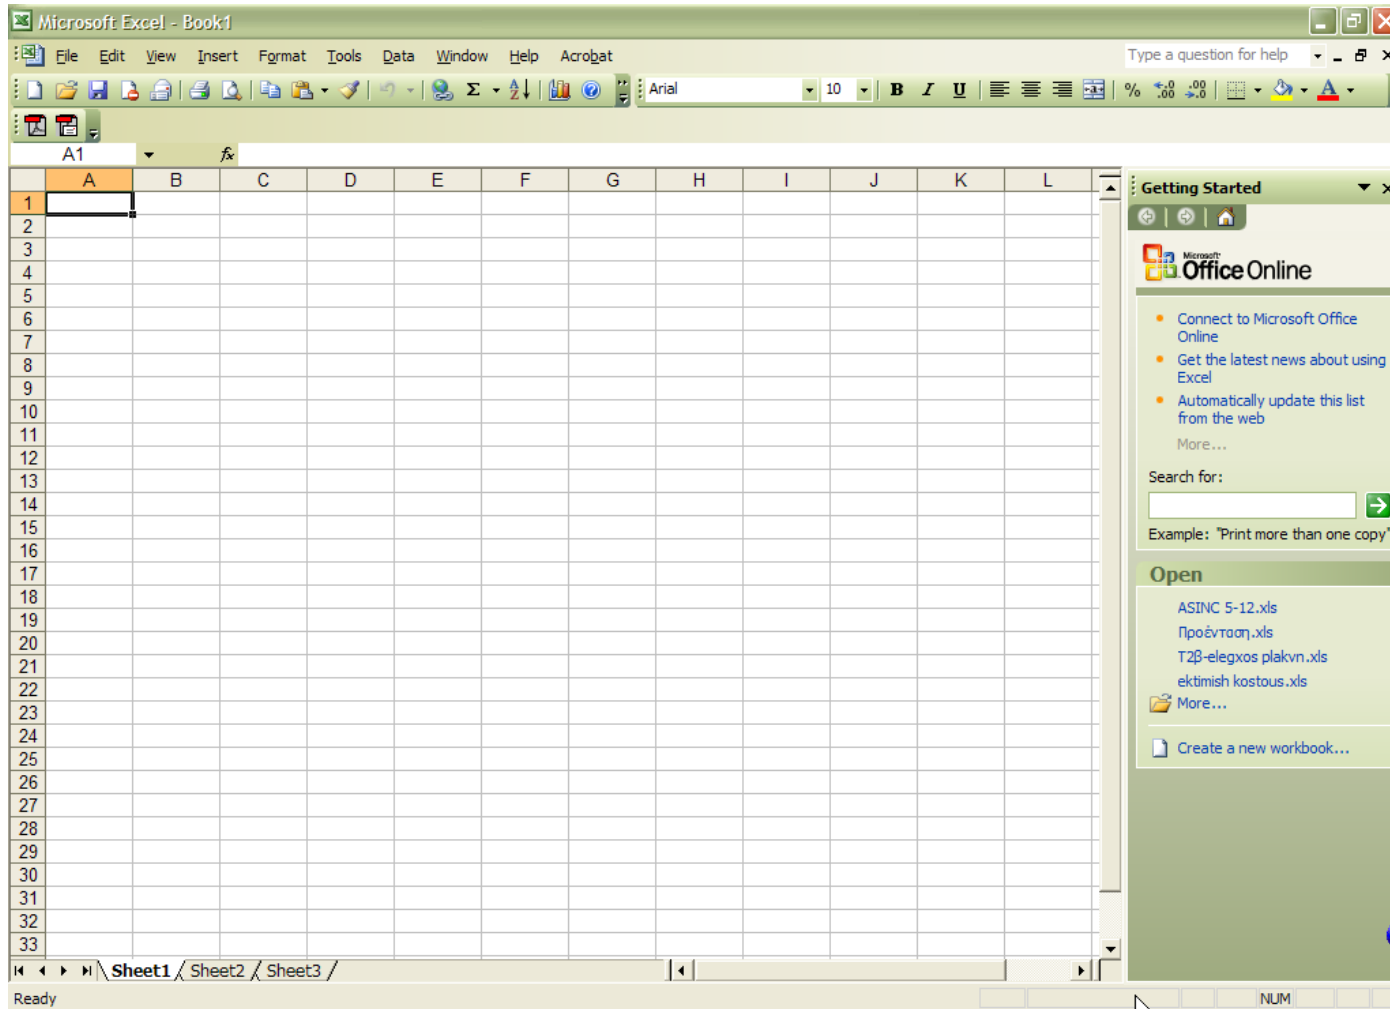 Microsoft Excel - Book1
File Edit View Insert Format Tools Data Window Help Acrobat Type a question for help
Arial 10 B I U %
A1 fx
A B C D E F G H I J K L
1
2
3
4
5
6
7
8
9
10
11
12
13
14
15
16
17
18
19
20
21
22
23
24
25
26
27
28
29
30
31
32
33
Getting Started
Microsoft
Office Online
Connect to Microsoft Office
Online
Get the latest news about using
Excel
Automatically update this list
from the web
More...
Search for:
Example: "Print more than one copy"
Open
ASINC 5-12.xls
Προένταση.xls
T2β-elegxos plakvn.xls
ektimish kostous.xls
More...
Create a new workbook...
Sheet1 Sheet2 Sheet3
Ready NUM